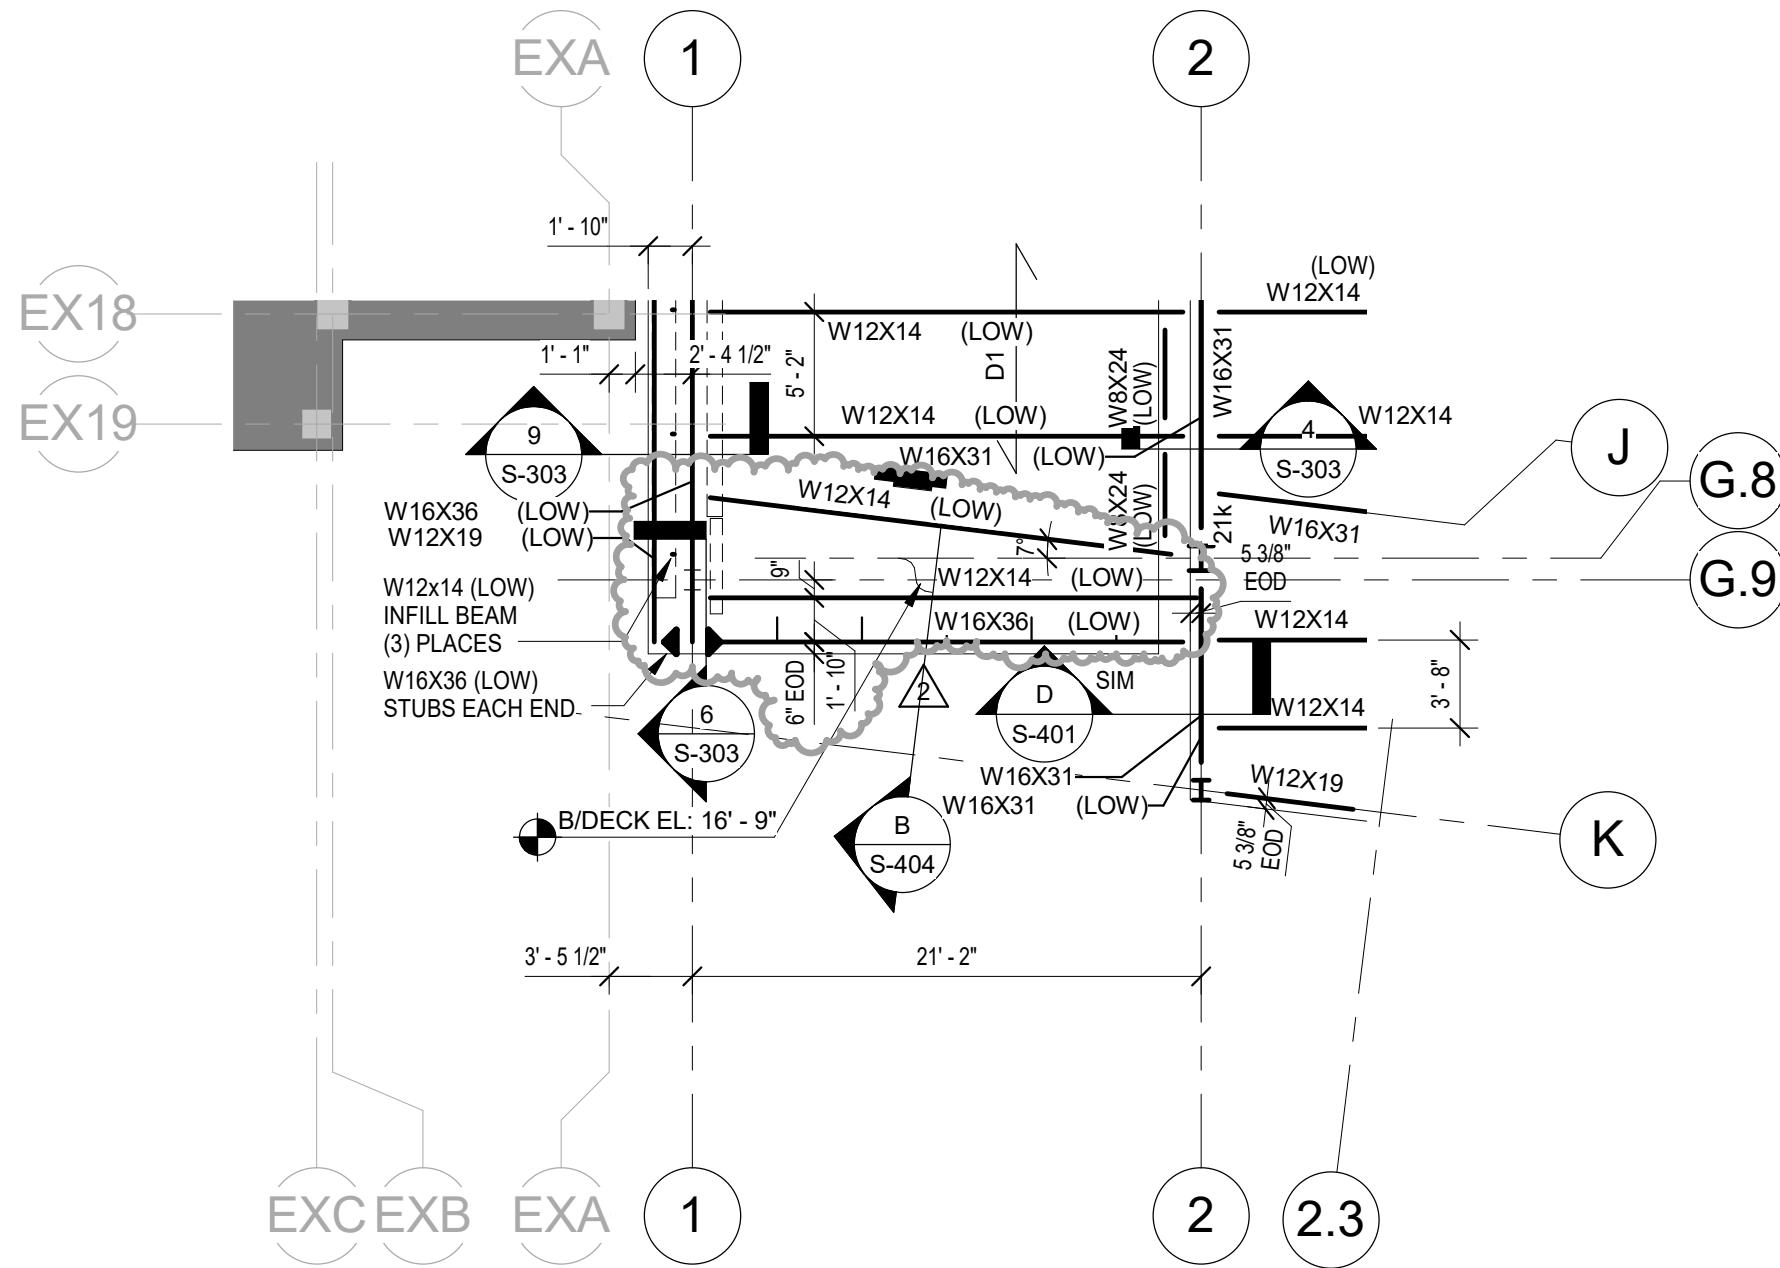 EXA
1
2
1' - 10"
(LOW)
W12X14
EX18
W12X14
(LOW)
1' - 1"
2' - 4 1/2"
5' - 2"
D1
W8X24
(LOW)
W16X31
EX19
W12X14
(LOW)
W12X14
9
S-303
4
S-303
J
W16X31
(LOW)
W12X14
(LOW)
W8X24
(LOW)
21k
W16X31
G.8
W16X36
(LOW)
W12X19
(LOW)
7°
5 3/8"
EOD
9"
W12X14
(LOW)
G.9
W12x14 (LOW)
INFILL BEAM
(3) PLACES
W16X36
(LOW)
W12X14
W16X36 (LOW)
STUBS EACH END
6" EOD
1' - 10"
2
SIM
D
S-401
3' - 8"
W12X14
6
S-303
W16X31
W16X31
(LOW)
W12X19
B/DECK EL: 16' - 9"
B
S-404
5 3/8"
EOD
K
3' - 5 1/2"
21' - 2"
EXC
EXB
EXA
1
2
2.3